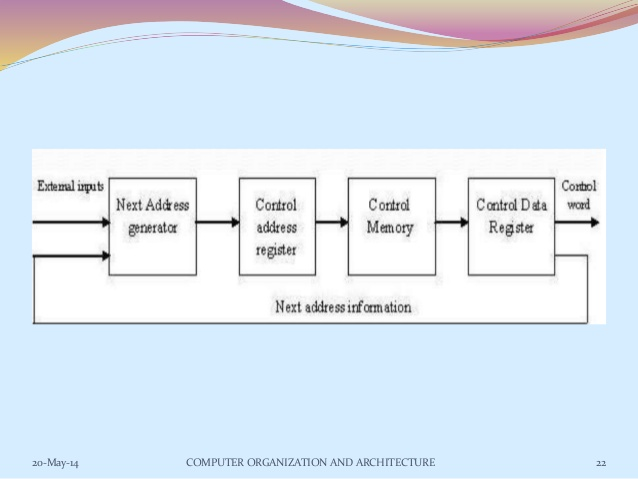 External inputs
Next Address
generator
Control
address
register
Control
Memory
Control Data
Register
Control
word
Next address information
20-May-14
COMPUTER ORGANIZATION AND ARCHITECTURE
22